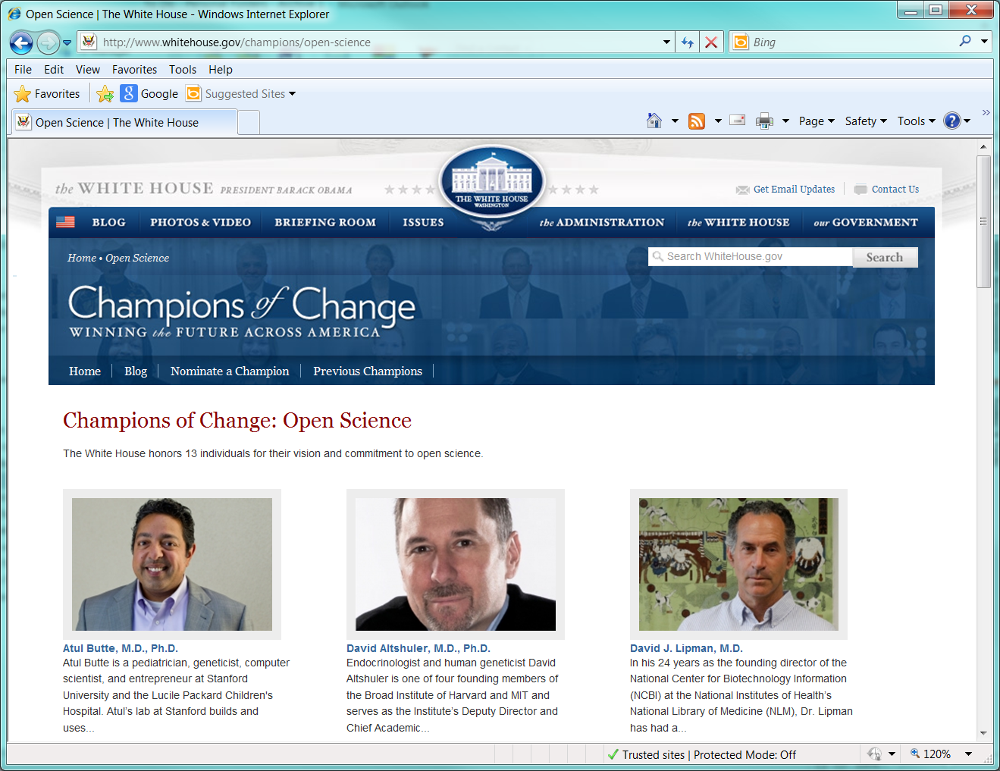 Open Science | The White House - Windows Internet Explorer
http://www.whitehouse.gov/champions/open-science
Bing
File Edit View Favorites Tools Help
Favorites Google Suggested Sites
Open Science | The White House
Page Safety Tools
the WHITE HOUSE PRESIDENT BARACK OBAMA
THE WHITE HOUSE
WASHINGTON
Get Email Updates Contact Us
BLOG PHOTOS & VIDEO BRIEFING ROOM ISSUES the ADMINISTRATION the WHITE HOUSE our GOVERNMENT
Home • Open Science
Search WhiteHouse.gov Search
Champions of Change
WINNING the FUTURE ACROSS AMERICA
Home Blog Nominate a Champion Previous Champions
Champions of Change: Open Science
The White House honors 13 individuals for their vision and commitment to open science.
Atul Butte, M.D., Ph.D.
Atul Butte is a pediatrician, geneticist, computer
scientist, and entrepreneur at Stanford
University and the Lucile Packard Children's
Hospital. Atul's lab at Stanford builds and
uses...
David Altshuler, M.D., Ph.D.
Endocrinologist and human geneticist David
Altshuler is one of four founding members of
the Broad Institute of Harvard and MIT and
serves as the Institute's Deputy Director and
Chief Academic...
David J. Lipman, M.D.
In his 24 years as the founding director of the
National Center for Biotechnology Information
(NCBI) at the National Institutes of Health's
National Library of Medicine (NLM), Dr. Lipman
has had a...
Trusted sites | Protected Mode: Off
120%